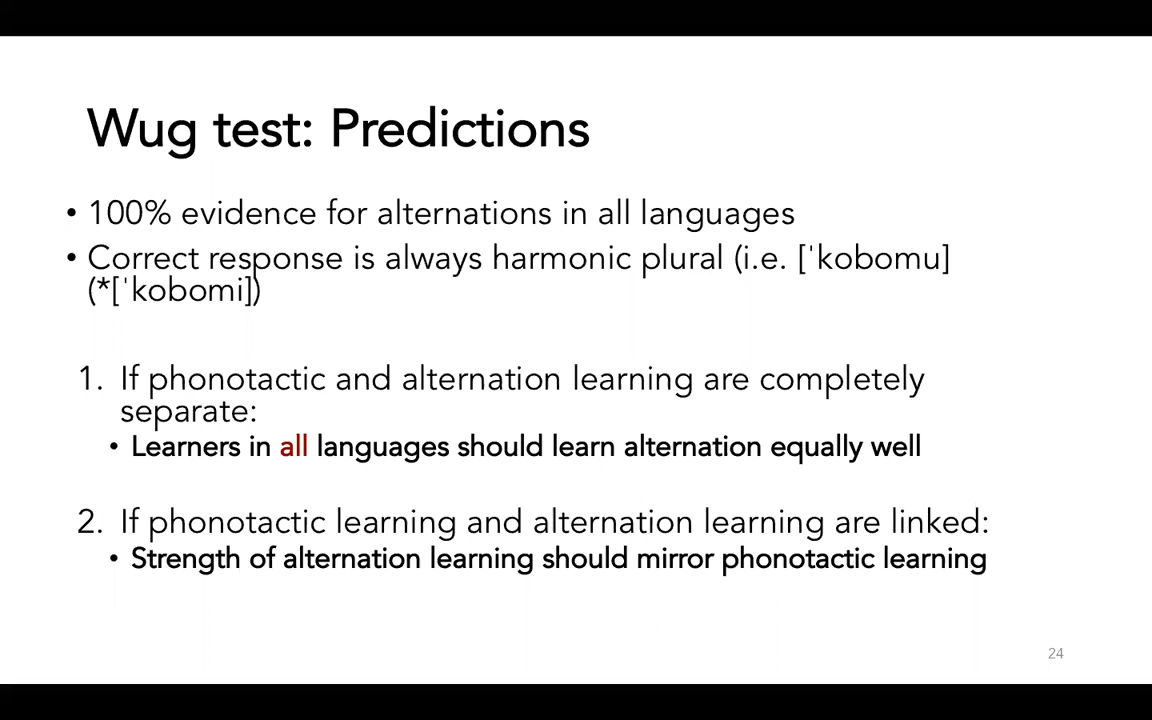 Wug test: Predictions
• 100% evidence for alternations in all languages
• Correct response is always harmonic plural (i.e. [ˈkobomu]
(*[ˈkobomi])
1. If phonotactic and alternation learning are completely
separate:
• Learners in all languages should learn alternation equally well
2. If phonotactic learning and alternation learning are linked:
• Strength of alternation learning should mirror phonotactic learning
24